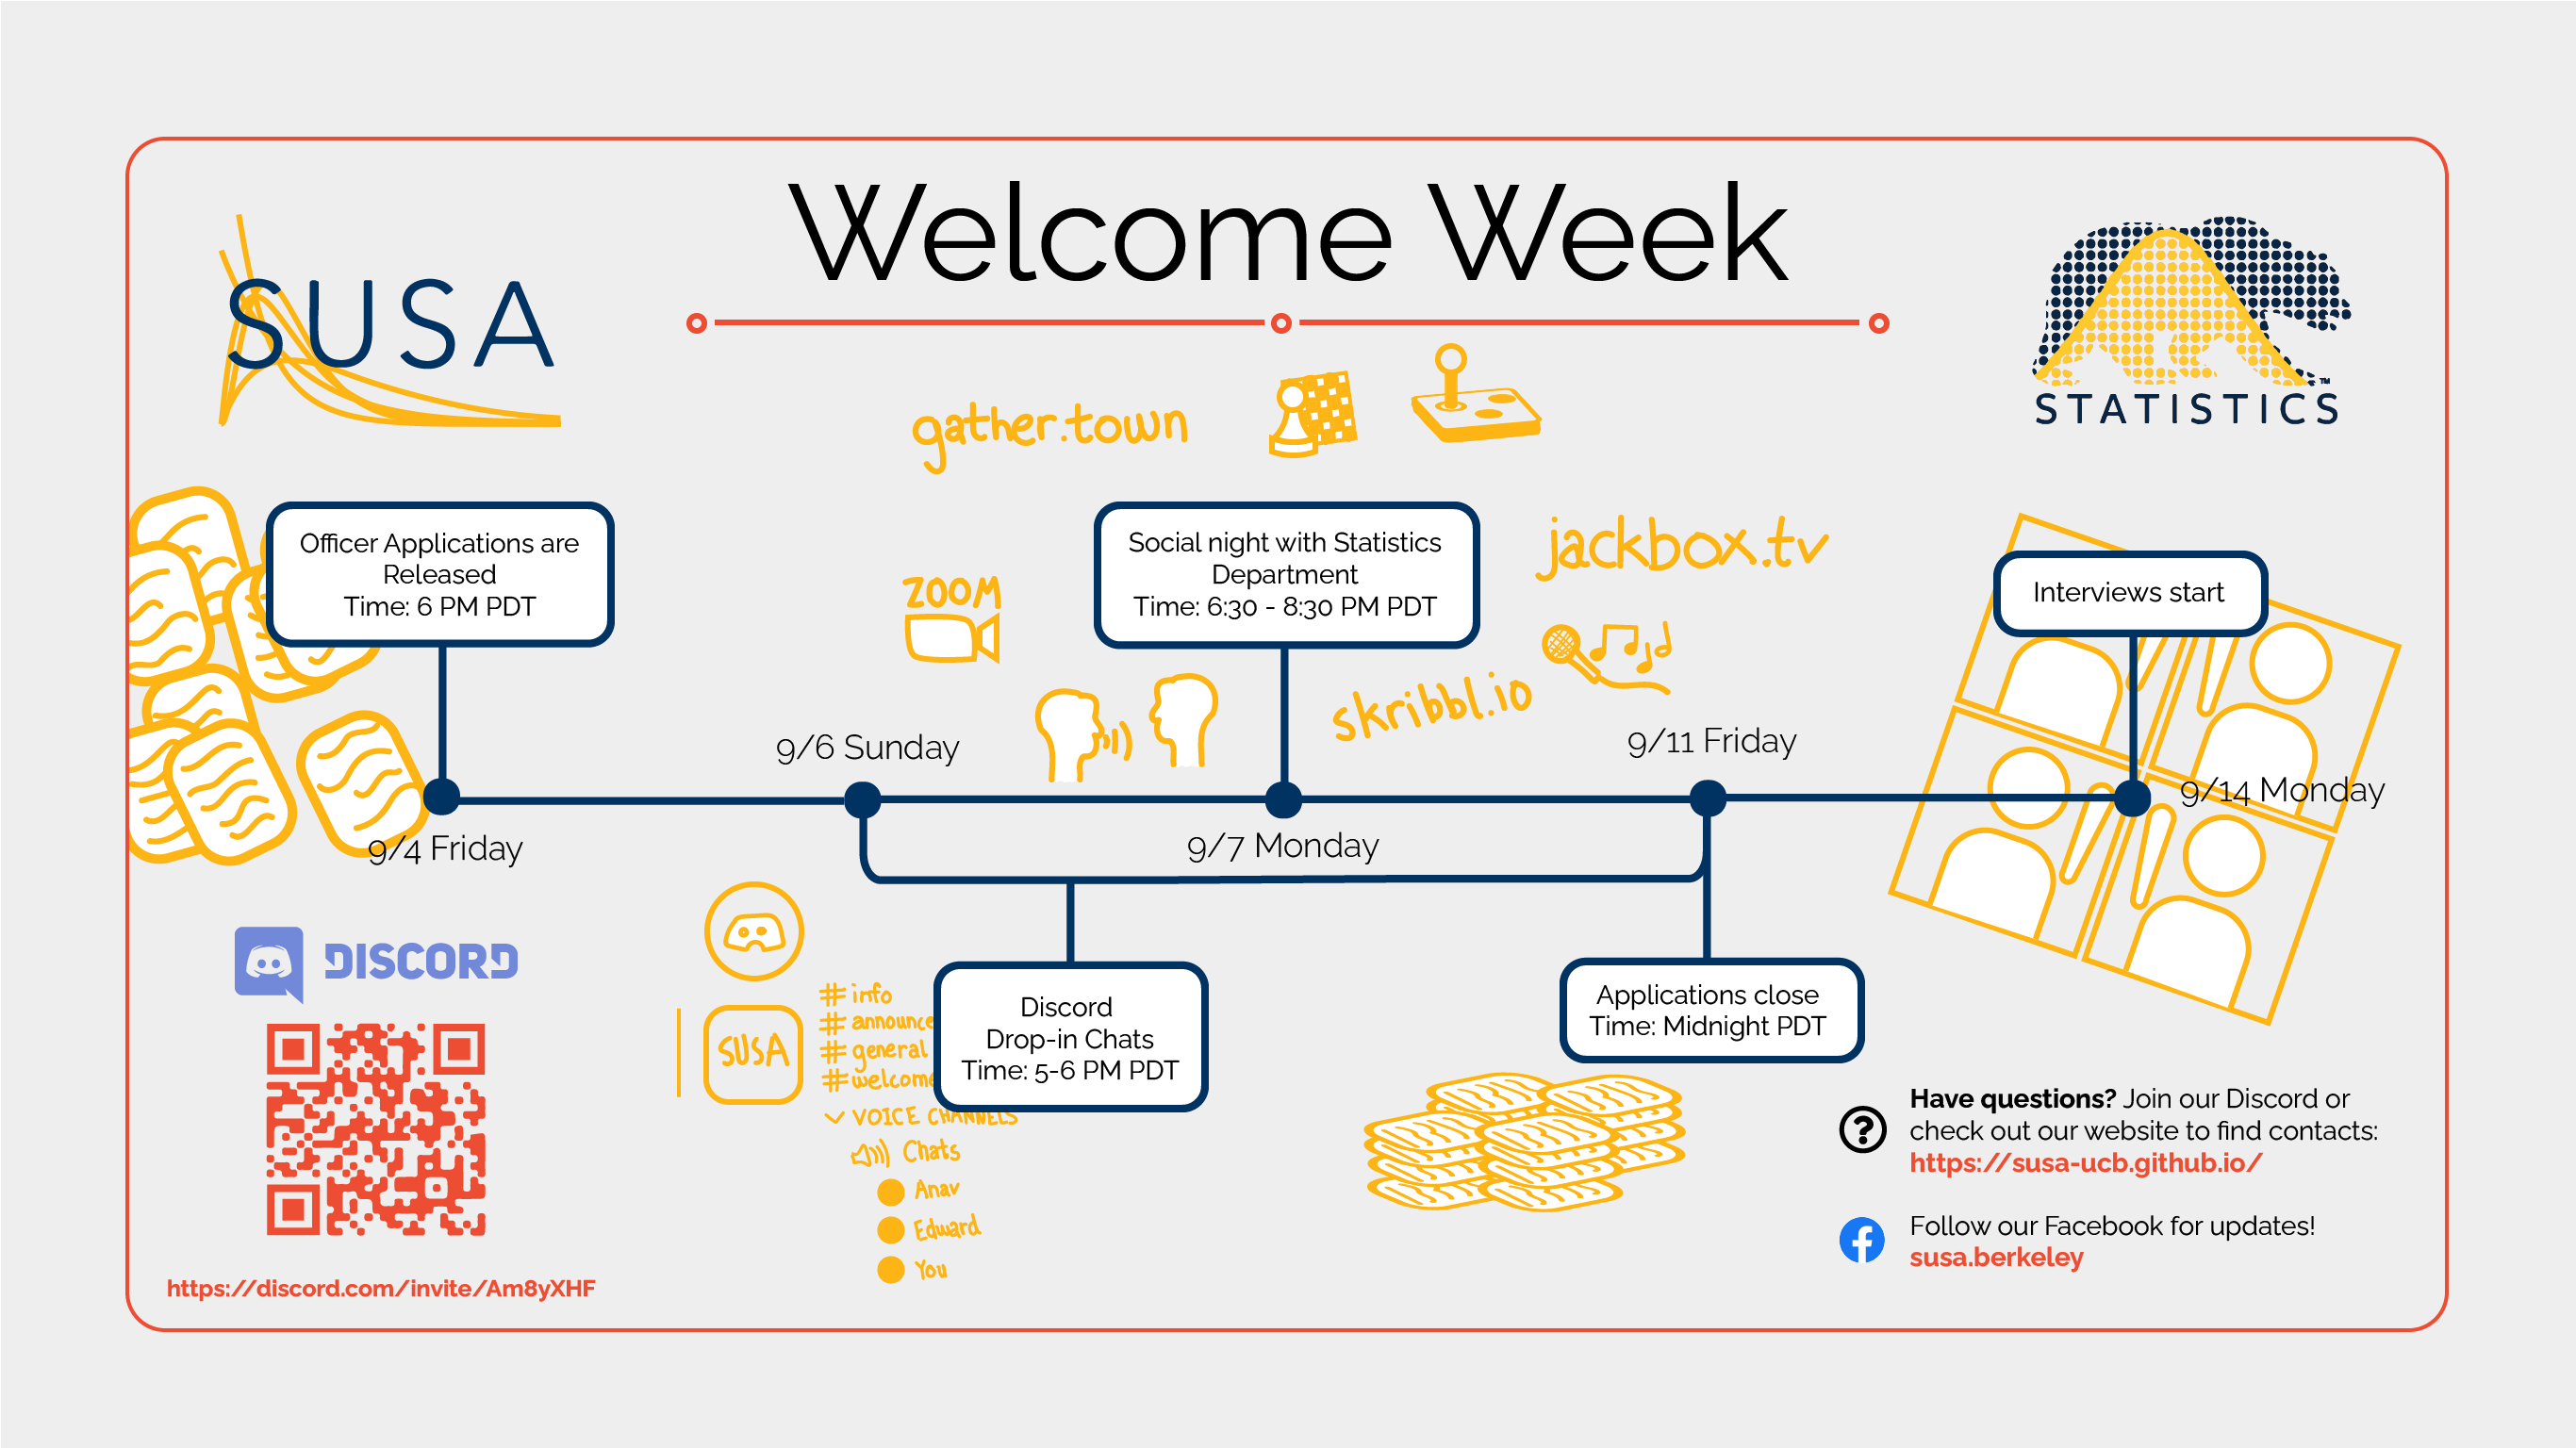 Welcome Week
SUSA
STATISTICS
TM
gather.town
Officer Applications are
Released
Time: 6 PM PDT
ZOOM
Social night with Statistics
Department
Time: 6:30 - 8:30 PM PDT
jackbox.tv
skribbl.io
Interviews start
9/4 Friday
9/6 Sunday
9/7 Monday
9/11 Friday
9/14 Monday
DISCORD
https://discord.com/invite/Am8yXHF
SUSA
# info
# announce
# general
# welcome
VOICE CHANNELS
Chats
Anav
Edward
You
Discord
Drop-in Chats
Time: 5-6 PM PDT
Applications close
Time: Midnight PDT
Have questions? Join our Discord or
check out our website to find contacts:
https://susa-ucb.github.io/
Follow our Facebook for updates!
susa.berkeley